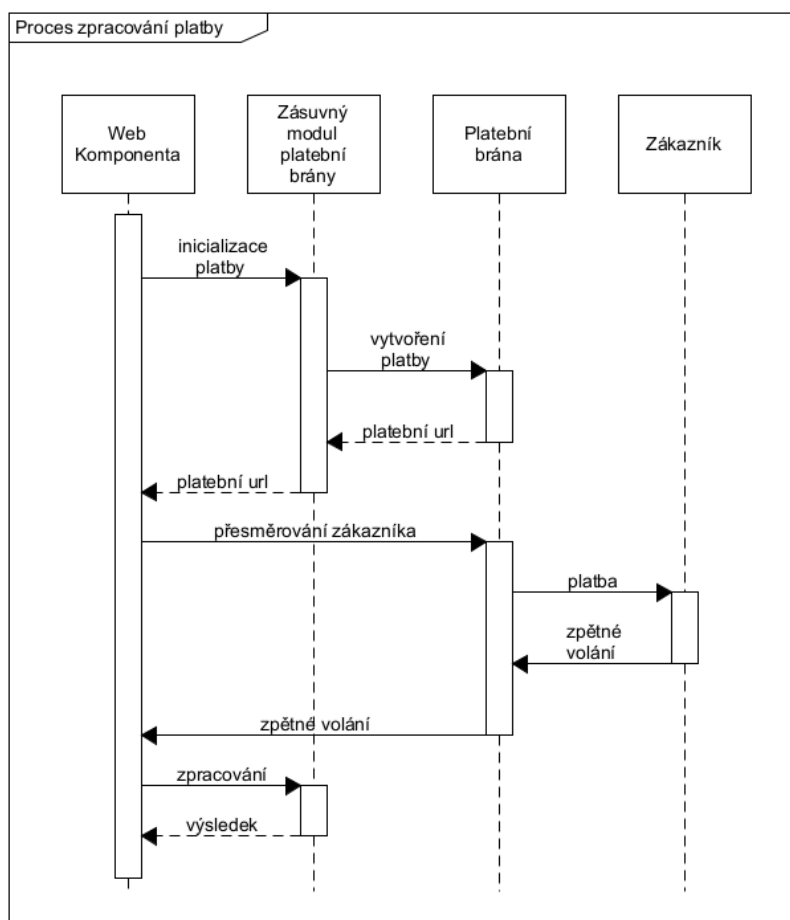 Proces zpracování platby
Web
Komponenta
Zásuvný
modul
platební
brány
Platební
brána
Zákazník
inicializace
platby
vytvoření
platby
platební url
platební url
přesměrování zákazníka
platba
zpětné
volání
zpětné volání
zpracování
výsledek